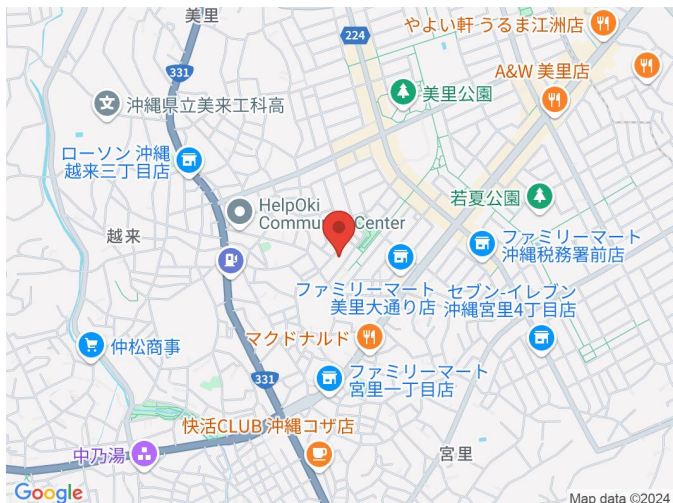 美里
やよい軒 うるま江洲店
224
331
A&W 美里店
美里公園
沖縄県立美来工科高
ローソン 沖縄
越来三丁目店
若夏公園
HelpOki
Community Center
越来
ファミリーマート
沖縄税務署前店
ファミリーマート
美里大通り店
セブン-イレブン
沖縄宮里4丁目店
マクドナルド
仲松商事
331
ファミリーマート
宮里一丁目店
快活CLUB 沖縄コザ店
中乃湯
宮里
Google
Map data ©2024